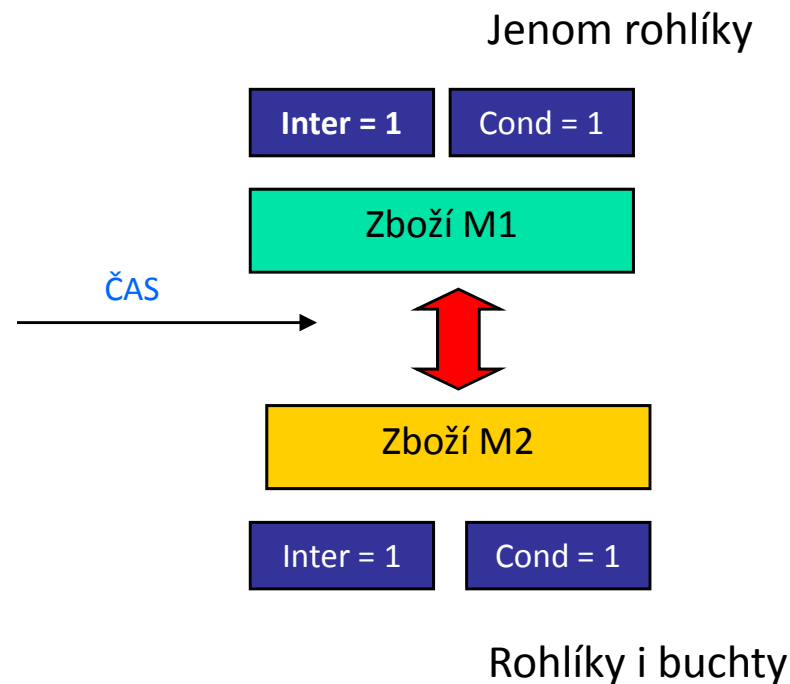 Jenom rohlíky
Inter = 1
Cond = 1
Zboží M1
ČAS
Zboží M2
Inter = 1
Cond = 1
Rohlíky i buchty